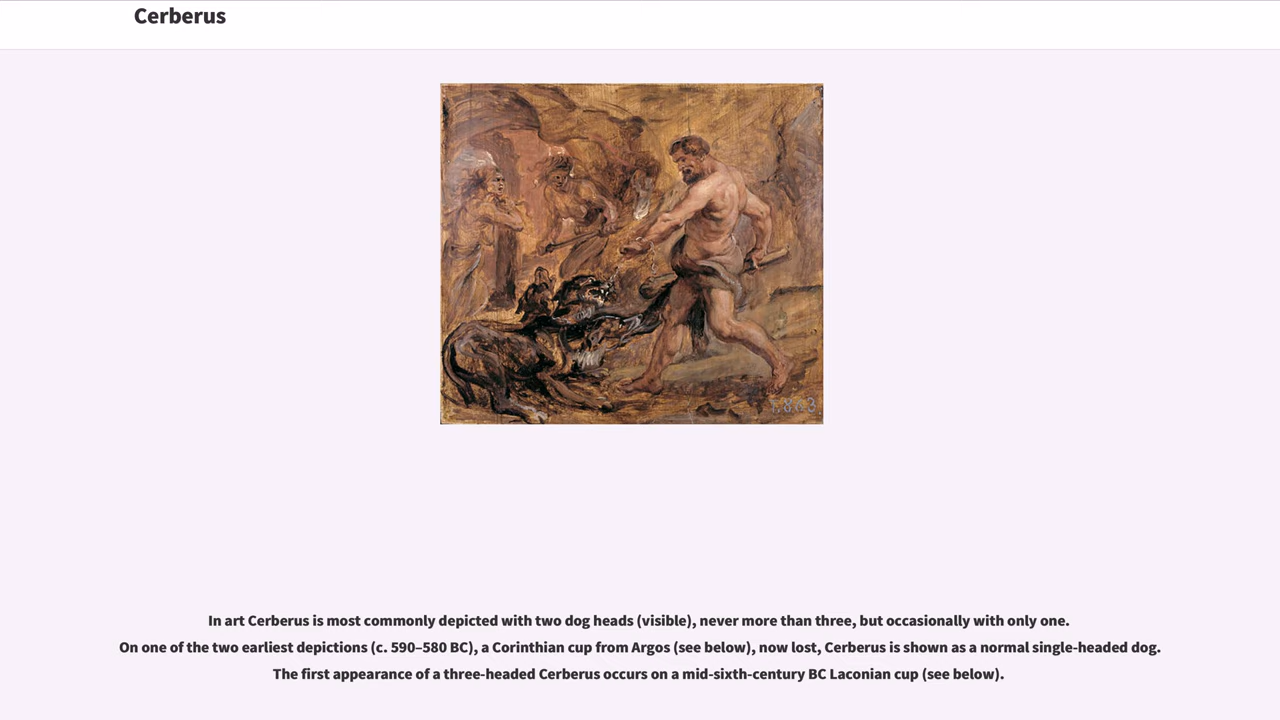 Cerberus
T.803
In art Cerberus is most commonly depicted with two dog heads (visible), never more than three, but occasionally with only one.
On one of the two earliest depictions (c. 590–580 BC), a Corinthian cup from Argos (see below), now lost, Cerberus is shown as a normal single-headed dog.
The first appearance of a three-headed Cerberus occurs on a mid-sixth-century BC Laconian cup (see below).